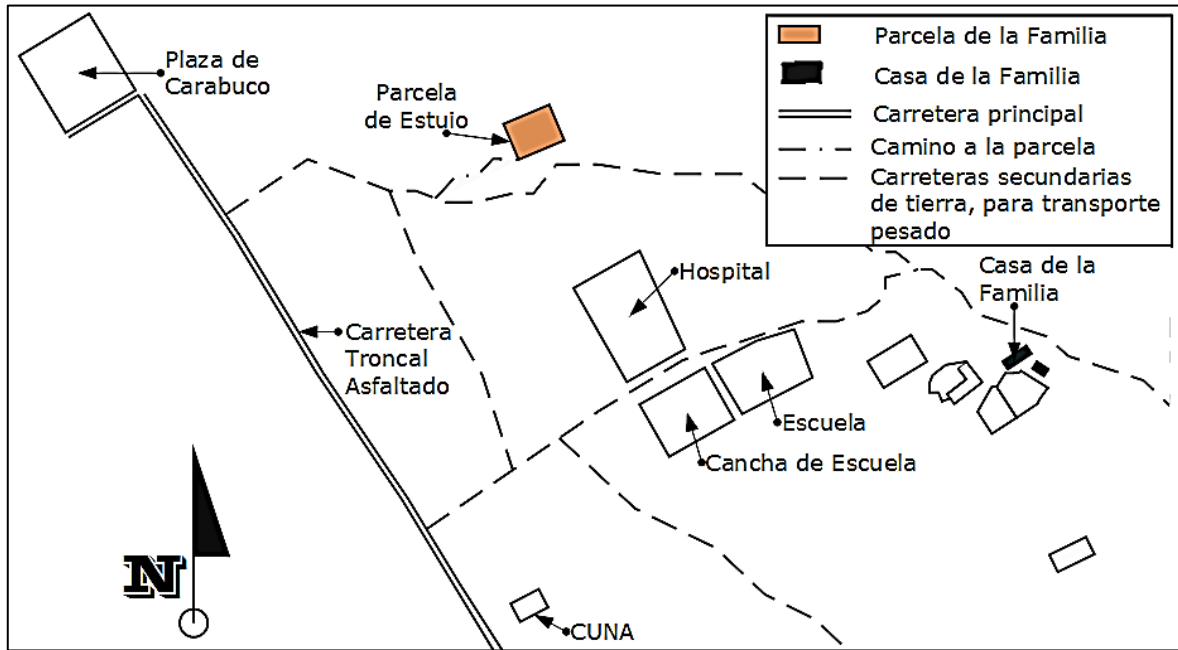 Plaza de
Carabuco
Parcela
de Estuio
Parcela de la Familia
Casa de la Familia
Carretera principal
Camino a la parcela
Carreteras secundarias
de tierra, para transporte
pesado
Hospital
Casa de la
Familia
Carretera
Troncal
Asfaltado
Escuela
Cancha de Escuela
N
CUNA